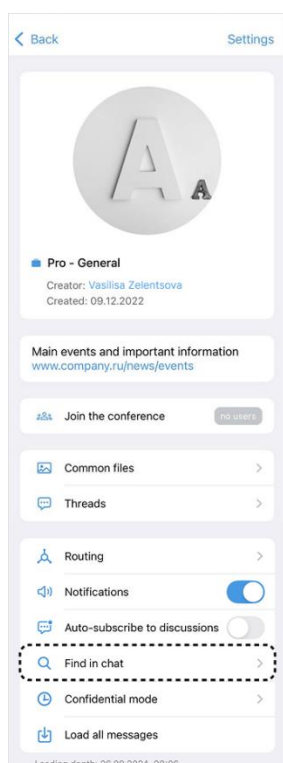 Back Settings
A A
Pro - General
Creator: Vasilisa Zelentsova
Created: 09.12.2022
Main events and important information
www.company.ru/news/events
Join the conference no users
Common files
Threads
Routing
Notifications
Auto-subscribe to discussions
Find in chat
Confidential mode
Load all messages